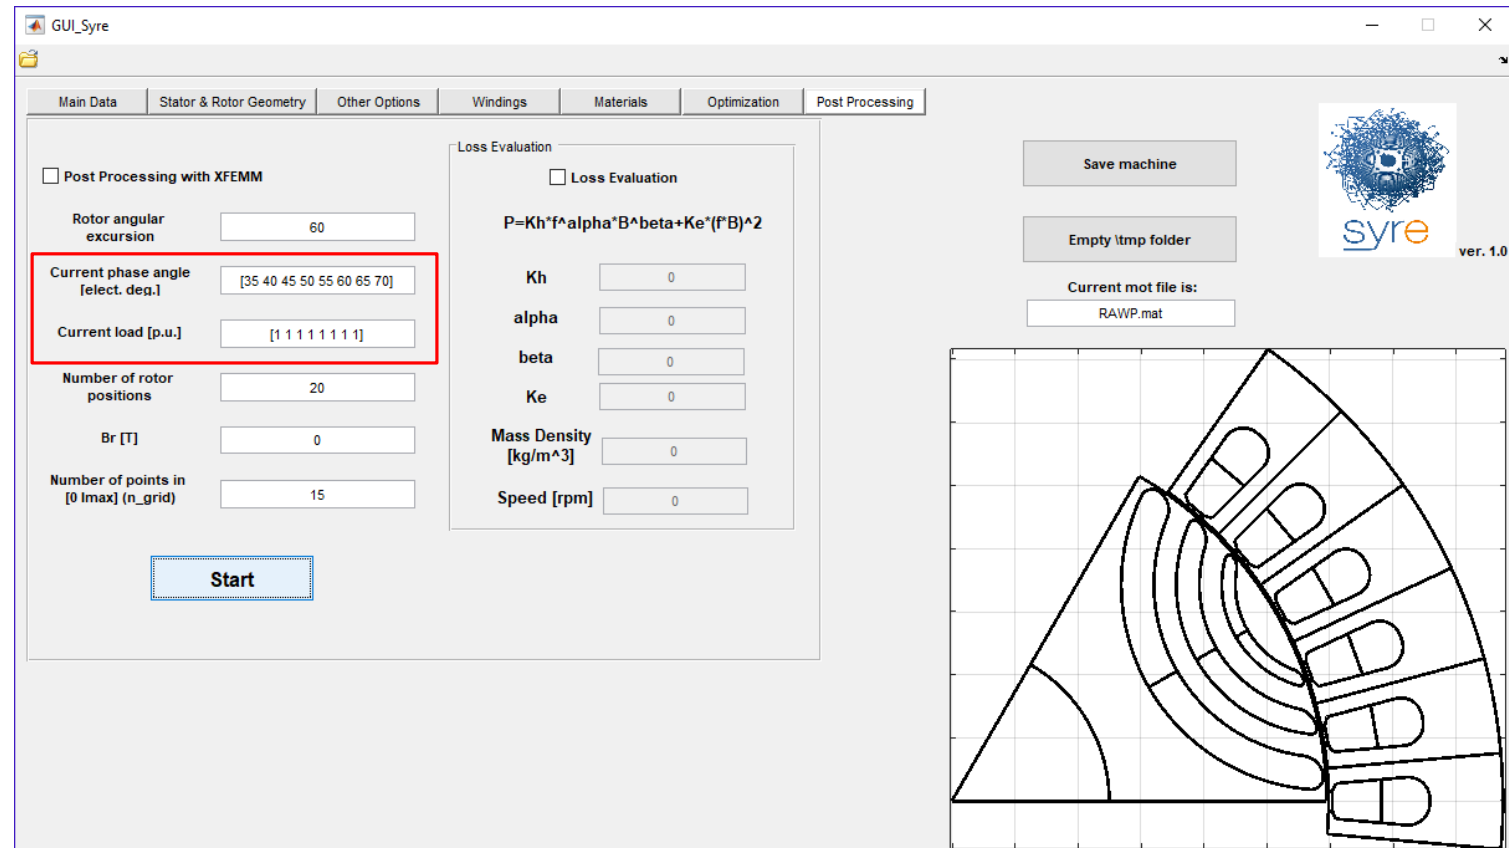 GUI_Syre
Main Data
Stator & Rotor Geometry
Other Options
Windings
Materials
Optimization
Post Processing
Post Processing with XFEMM
Rotor angular
excursion
60
Current phase angle
[elect. deg.]
[35 40 45 50 55 60 65 70]
Current load [p.u.]
[1 1 1 1 1 1 1 1]
Number of rotor
positions
20
Br [T]
0
Number of points in
[0 Imax] (n_grid)
15
Start
Loss Evaluation
Loss Evaluation
P=Kh*f^alpha*B^beta+Ke*(f*B)^2
Kh
0
alpha
0
beta
0
Ke
0
Mass Density
[kg/m^3]
0
Speed [rpm]
0
Save machine
Empty \tmp folder
Current mot file is:
RAWP.mat
syre
ver. 1.0